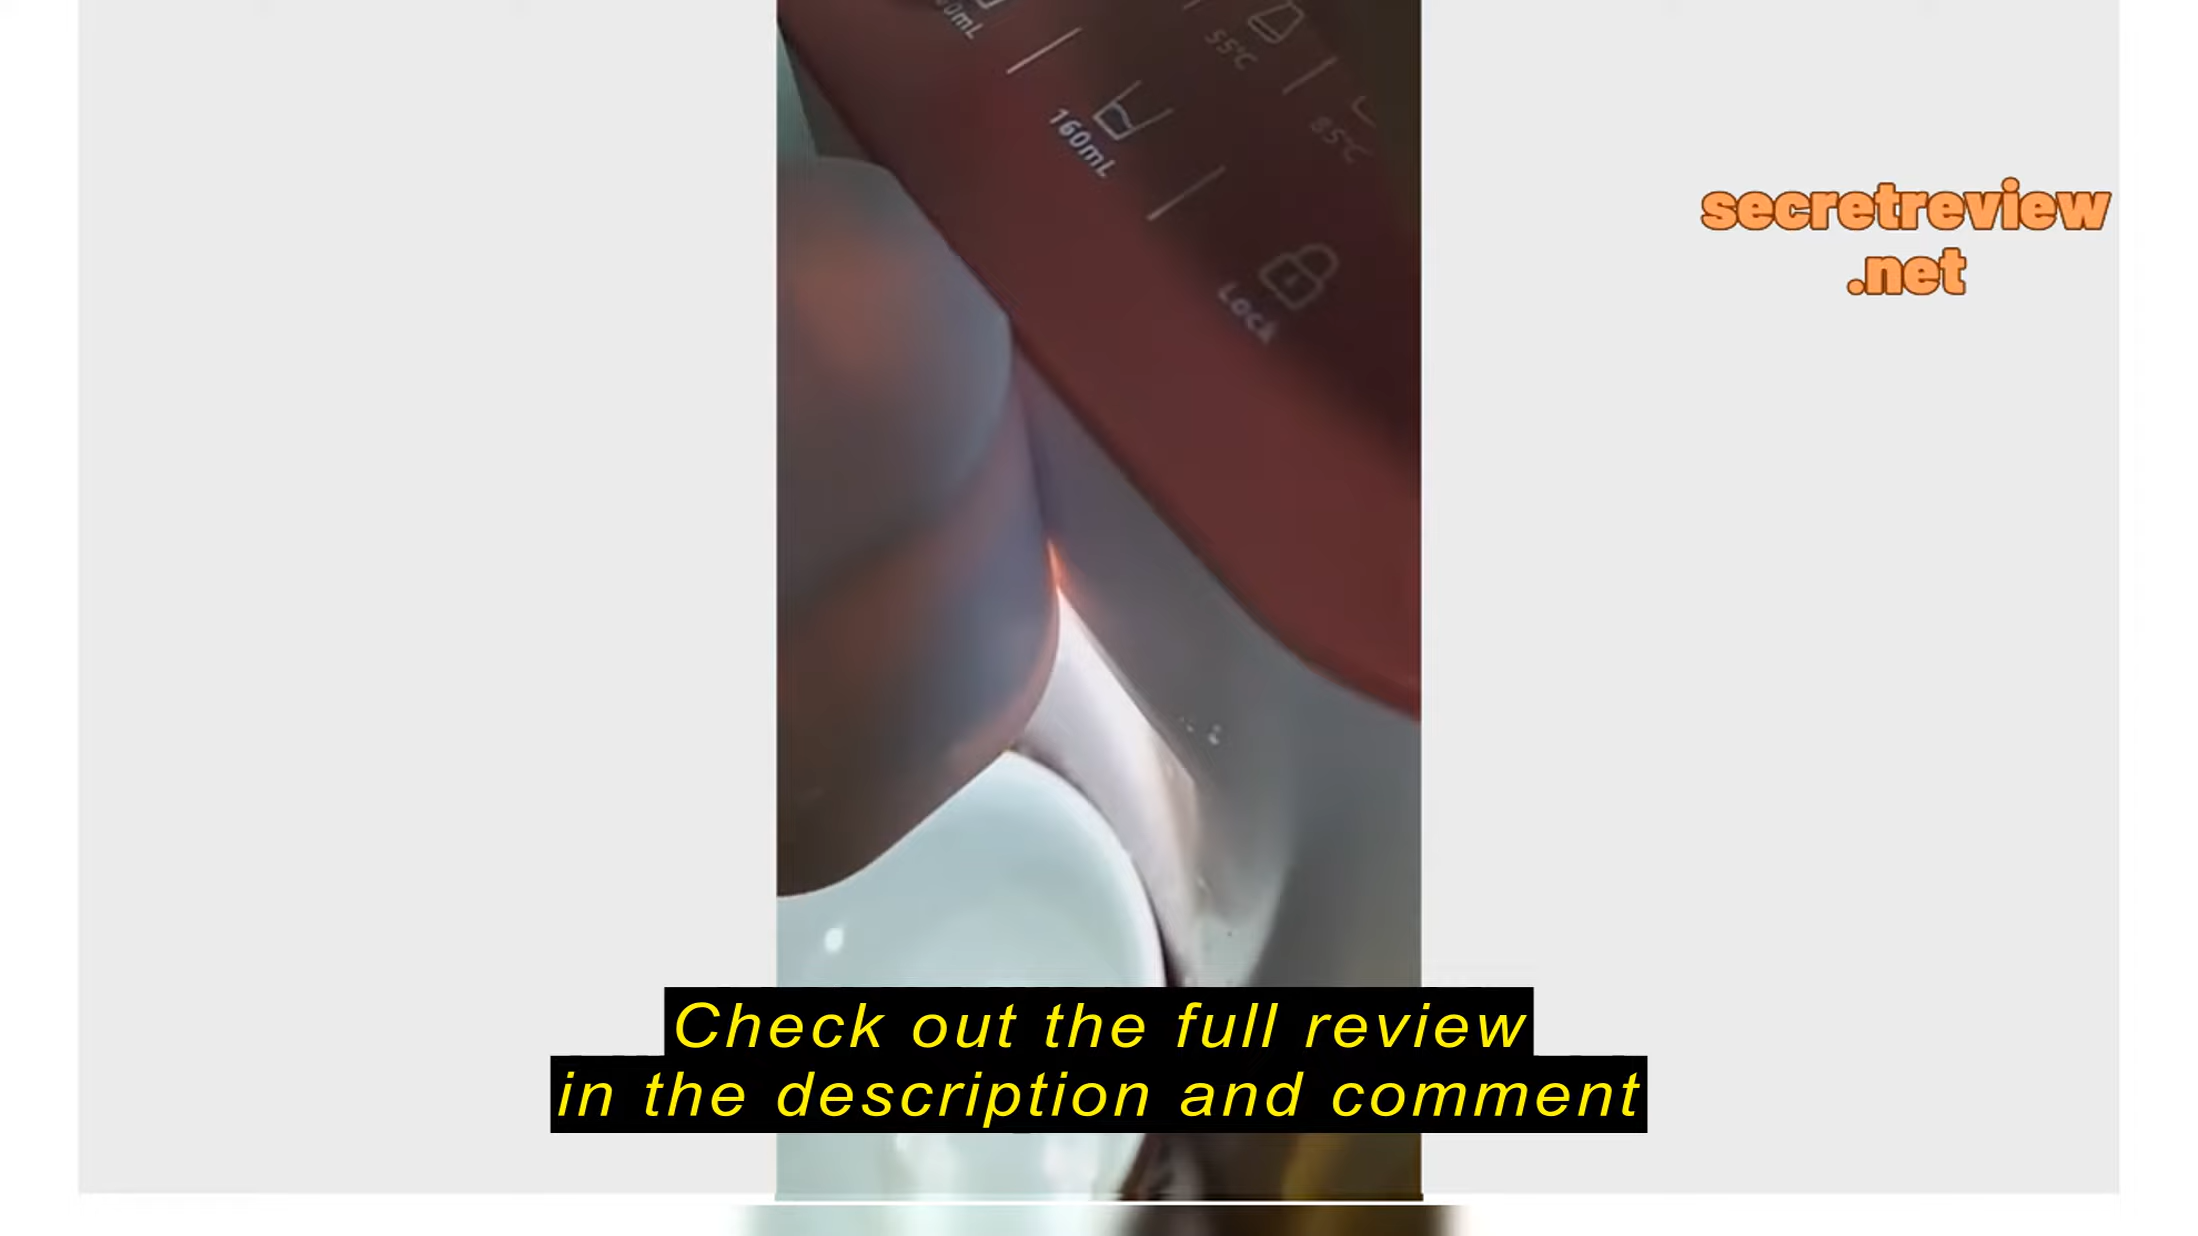 55°C
85°C
160mL
Lock
secretreview
.net
Check out the full review
in the description and comment